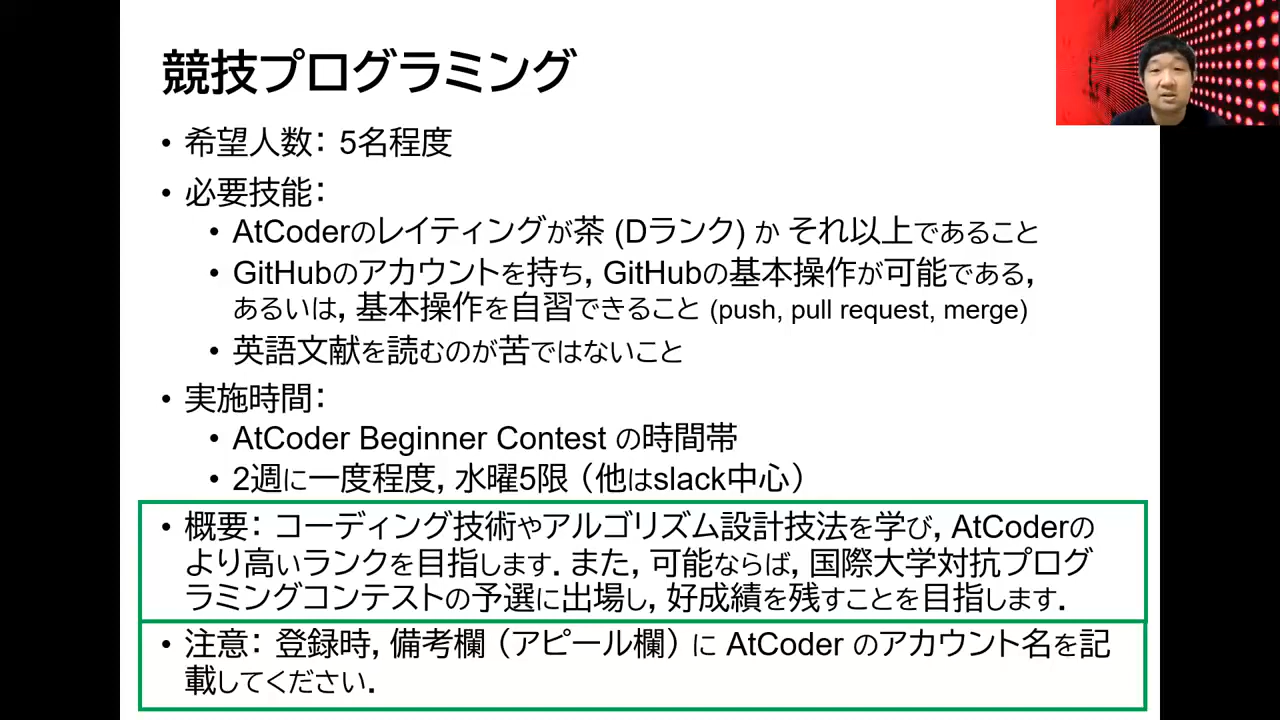 競技プログラミング
• 希望人数： 5名程度
• 必要技能：
• AtCoderのレイティングが茶 (Dランク) か それ以上であること
• GitHubのアカウントを持ち, GitHubの基本操作が可能である,
あるいは, 基本操作を自習できること (push, pull request, merge)
• 英語文献を読むのが苦ではないこと
• 実施時間：
• AtCoder Beginner Contest の時間帯
• 2週に一度程度, 水曜5限 （他はslack中心）
• 概要： コーディング技術やアルゴリズム設計技法を学び, AtCoderの
より高いランクを目指します. また, 可能ならば, 国際大学対抗プログ
ラミングコンテストの予選に出場し, 好成績を残すことを目指します.
• 注意： 登録時, 備考欄 （アピール欄） に AtCoder のアカウント名を記
載してください.